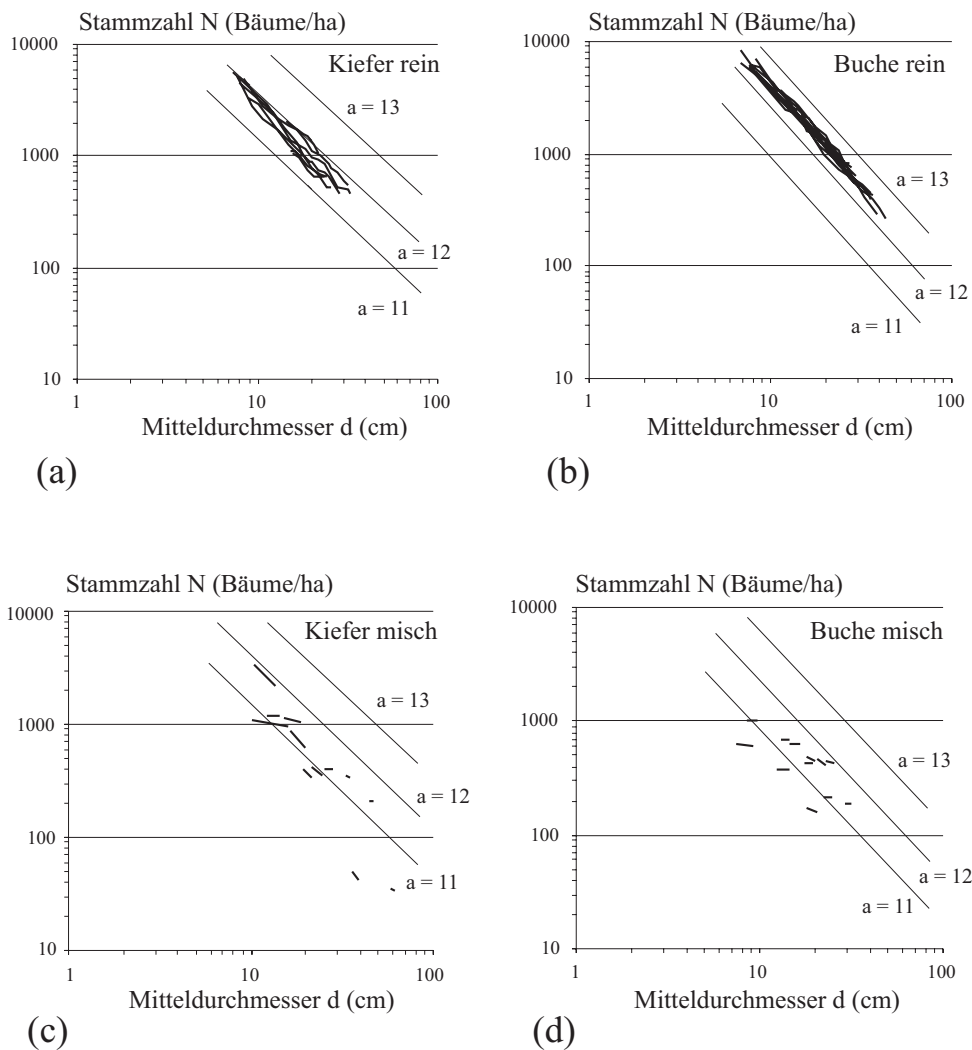 Stammzahl N (Bäume/ha)
10000
1000
100
10
1
10
100
Kiefer rein
a = 13
a = 12
a = 11
Mitteldurchmesser d (cm)
(a)
Stammzahl N (Bäume/ha)
10000
1000
100
10
1
10
100
Buche rein
a = 13
a = 12
a = 11
Mitteldurchmesser d (cm)
(b)
Stammzahl N (Bäume/ha)
10000
1000
100
10
1
10
100
Kiefer misch
a = 13
a = 12
a = 11
Mitteldurchmesser d (cm)
(c)
Stammzahl N (Bäume/ha)
10000
1000
100
10
1
10
100
Buche misch
a = 13
a = 12
a = 11
Mitteldurchmesser d (cm)
(d)